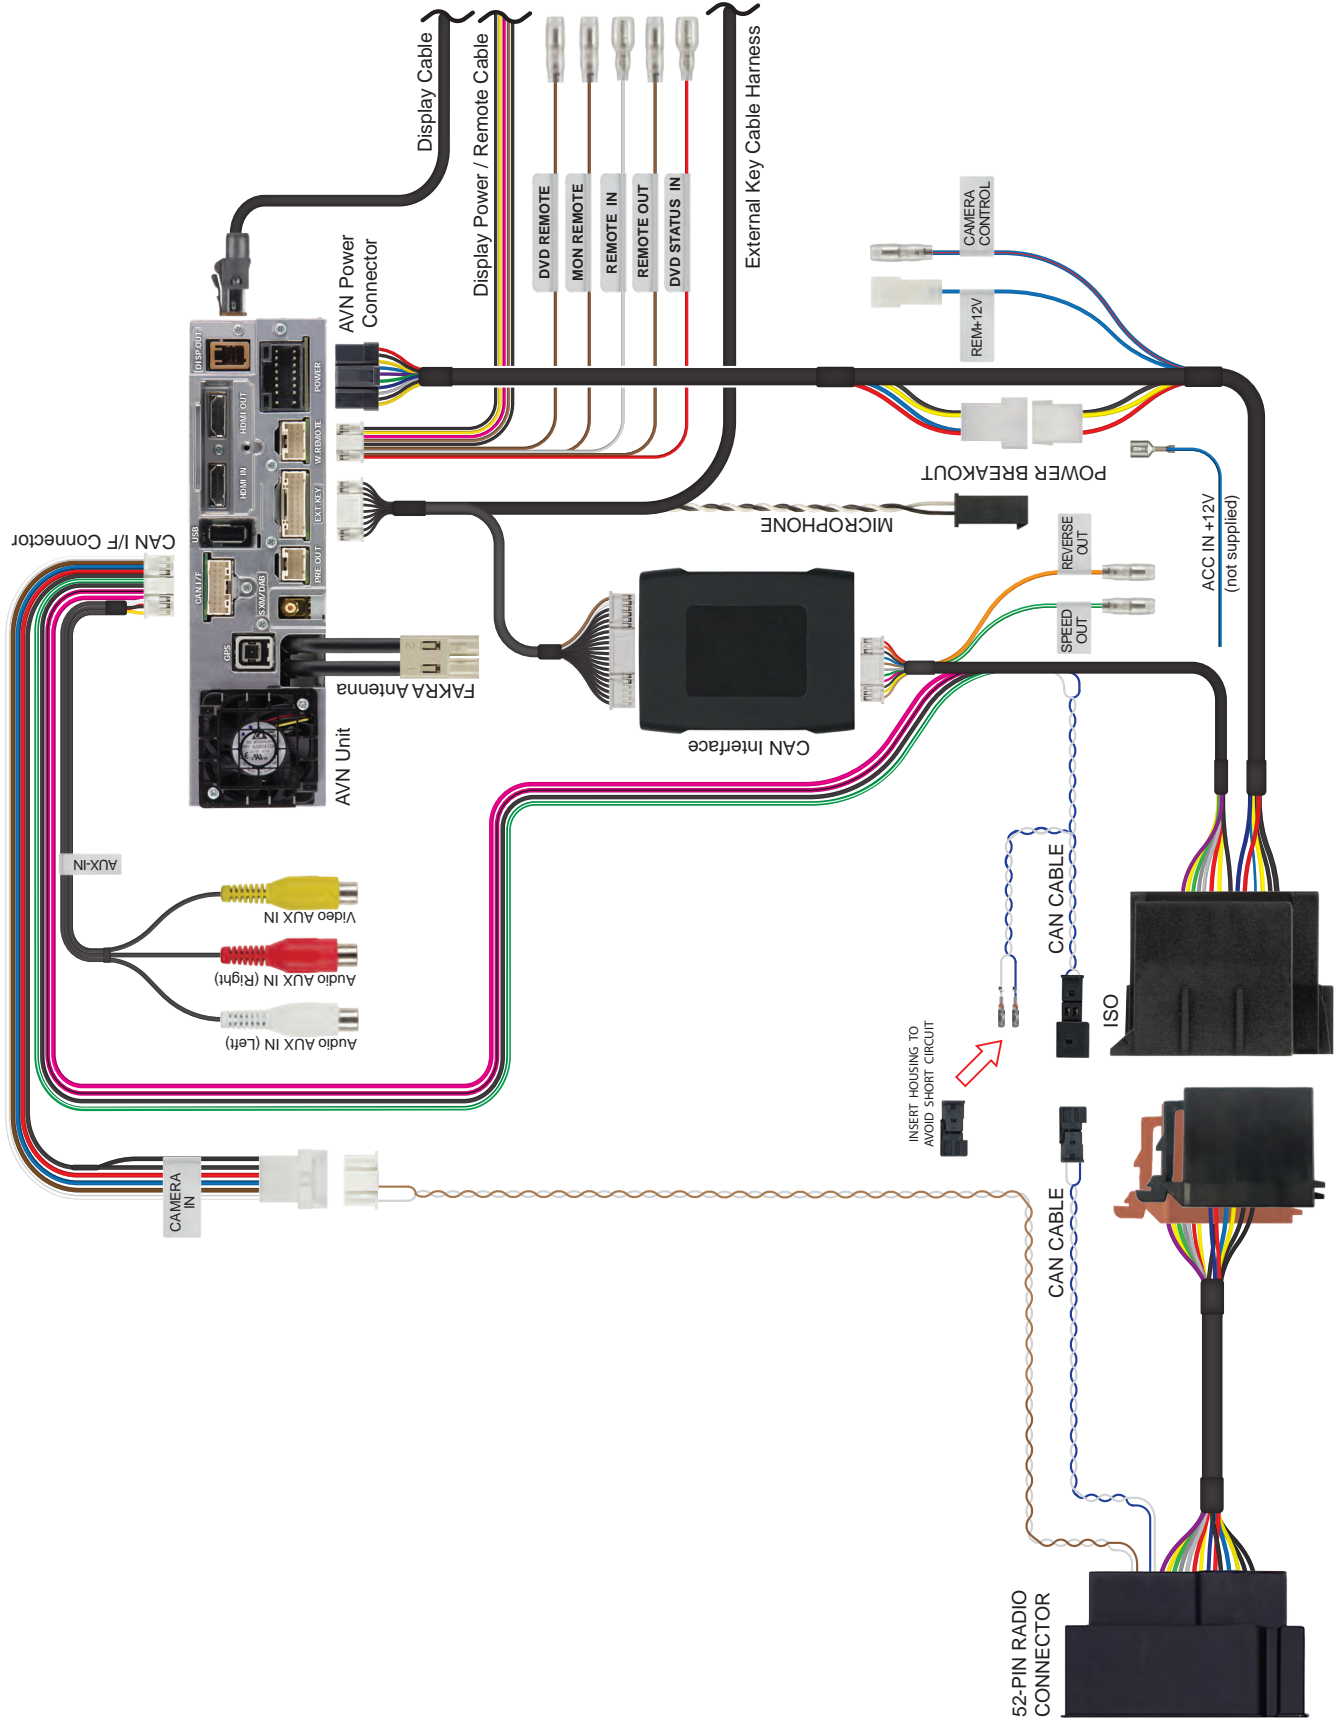 Display Cable
Display Power / Remote Cable
External Key Cable Harness
DVD REMOTE
MON REMOTE
REMOTE IN
REMOTE OUT
DVD STATUS IN
AVN Power
Connector
CAMERA
CONTROL
REM+12V
POWER BREAKOUT
MICROPHONE
ACC IN +12V
(not supplied)
REVERSE
OUT
SPEED
OUT
DISP.OUT
HDMI OUT
HDMI IN
USB
CAN I/F
GPS
SXM/DAB
POWER
W.REMOTE
EXT.KEY
PRE OUT
CAN I/F Connector
FAKRA Antenna
AVN Unit
CAN Interface
AUX-IN
Video AUX IN
Audio AUX IN (Right)
Audio AUX IN (Left)
CAMERA
IN
CAN CABLE
ISO
INSERT HOUSING TO
AVOID SHORT CIRCUIT
CAN CABLE
52-PIN RADIO
CONNECTOR